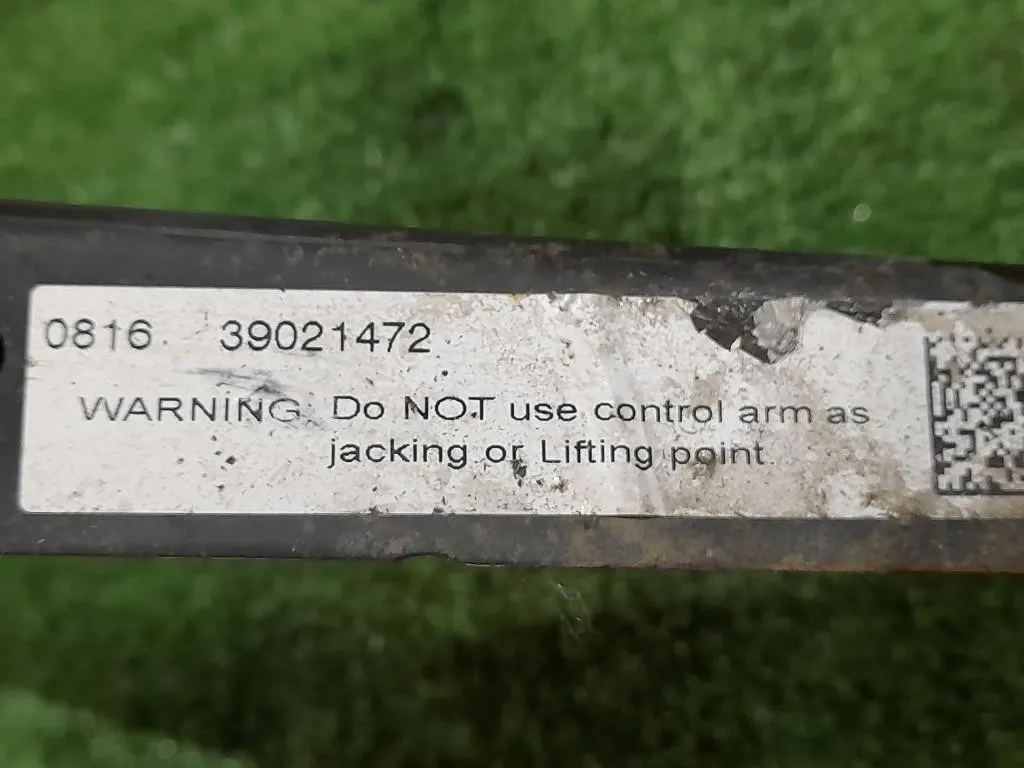 0816. 39021472
WARNING: Do NOT use control arm as
jacking or Lifting point.